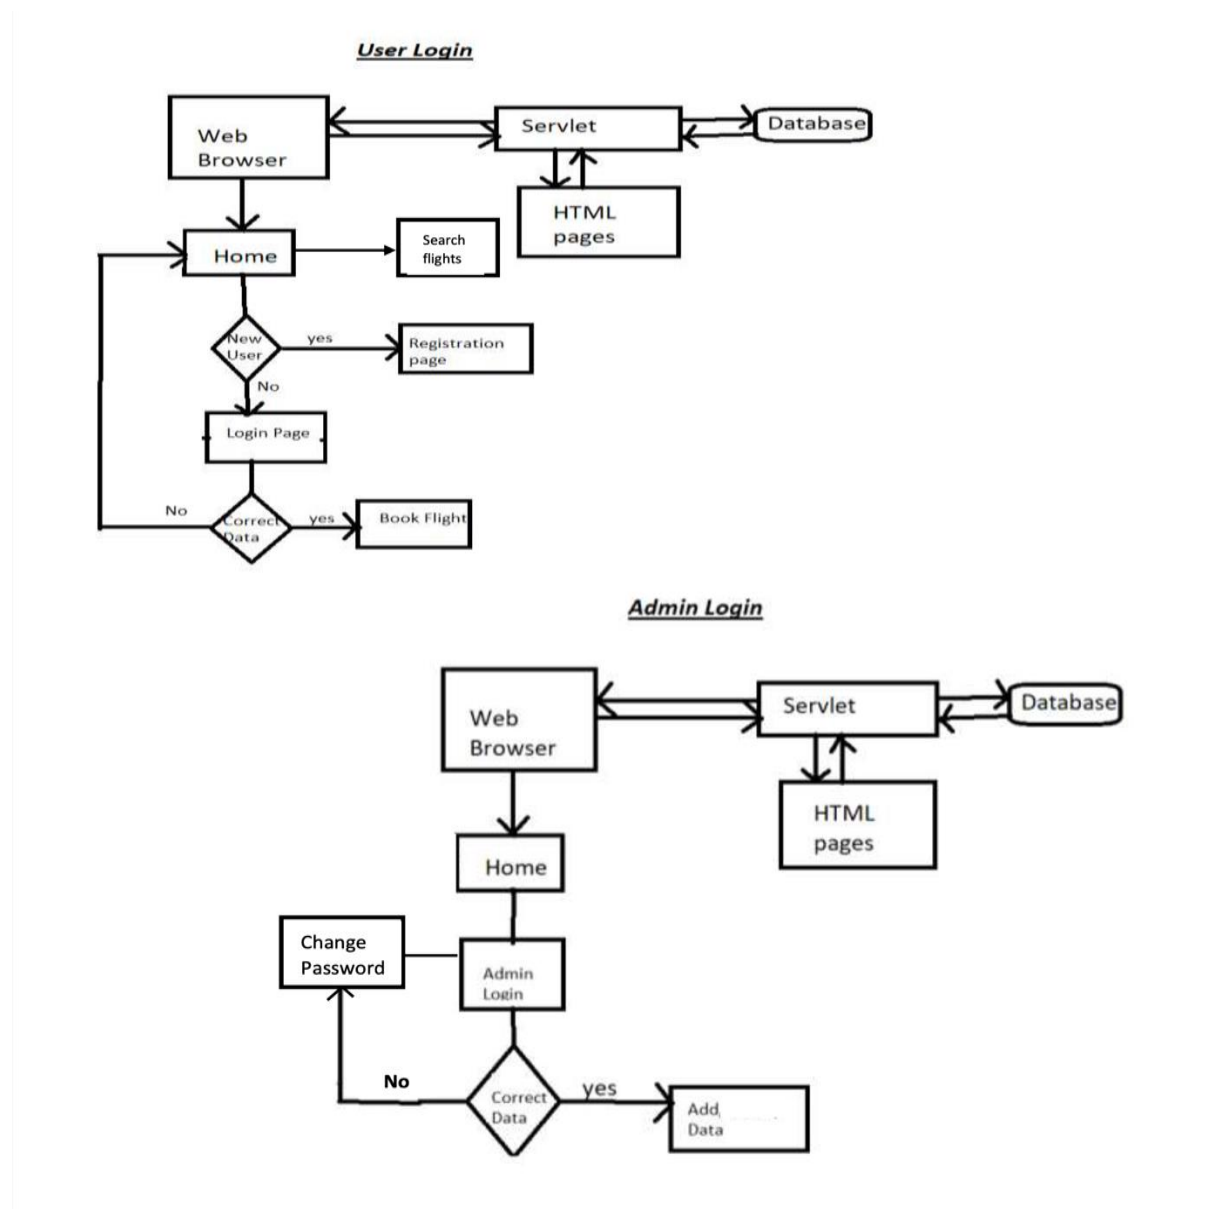 User Login
Web
Browser
Servlet
Database
HTML
pages
Home
Search
flights
New
User
yes
Registration
page
No
Login Page
No
Correct
Data
yes
Book Flight
Admin Login
Web
Browser
Servlet
Database
HTML
pages
Home
Change
Password
Admin
Login
No
Correct
Data
yes
Add
Data